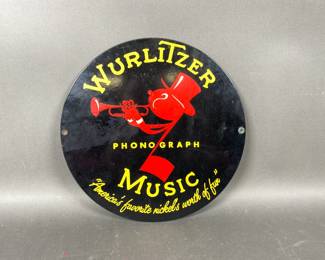 WURLITZER
PHONOGRAPH
MUSIC
"America's favorite nickel's worth of fun"